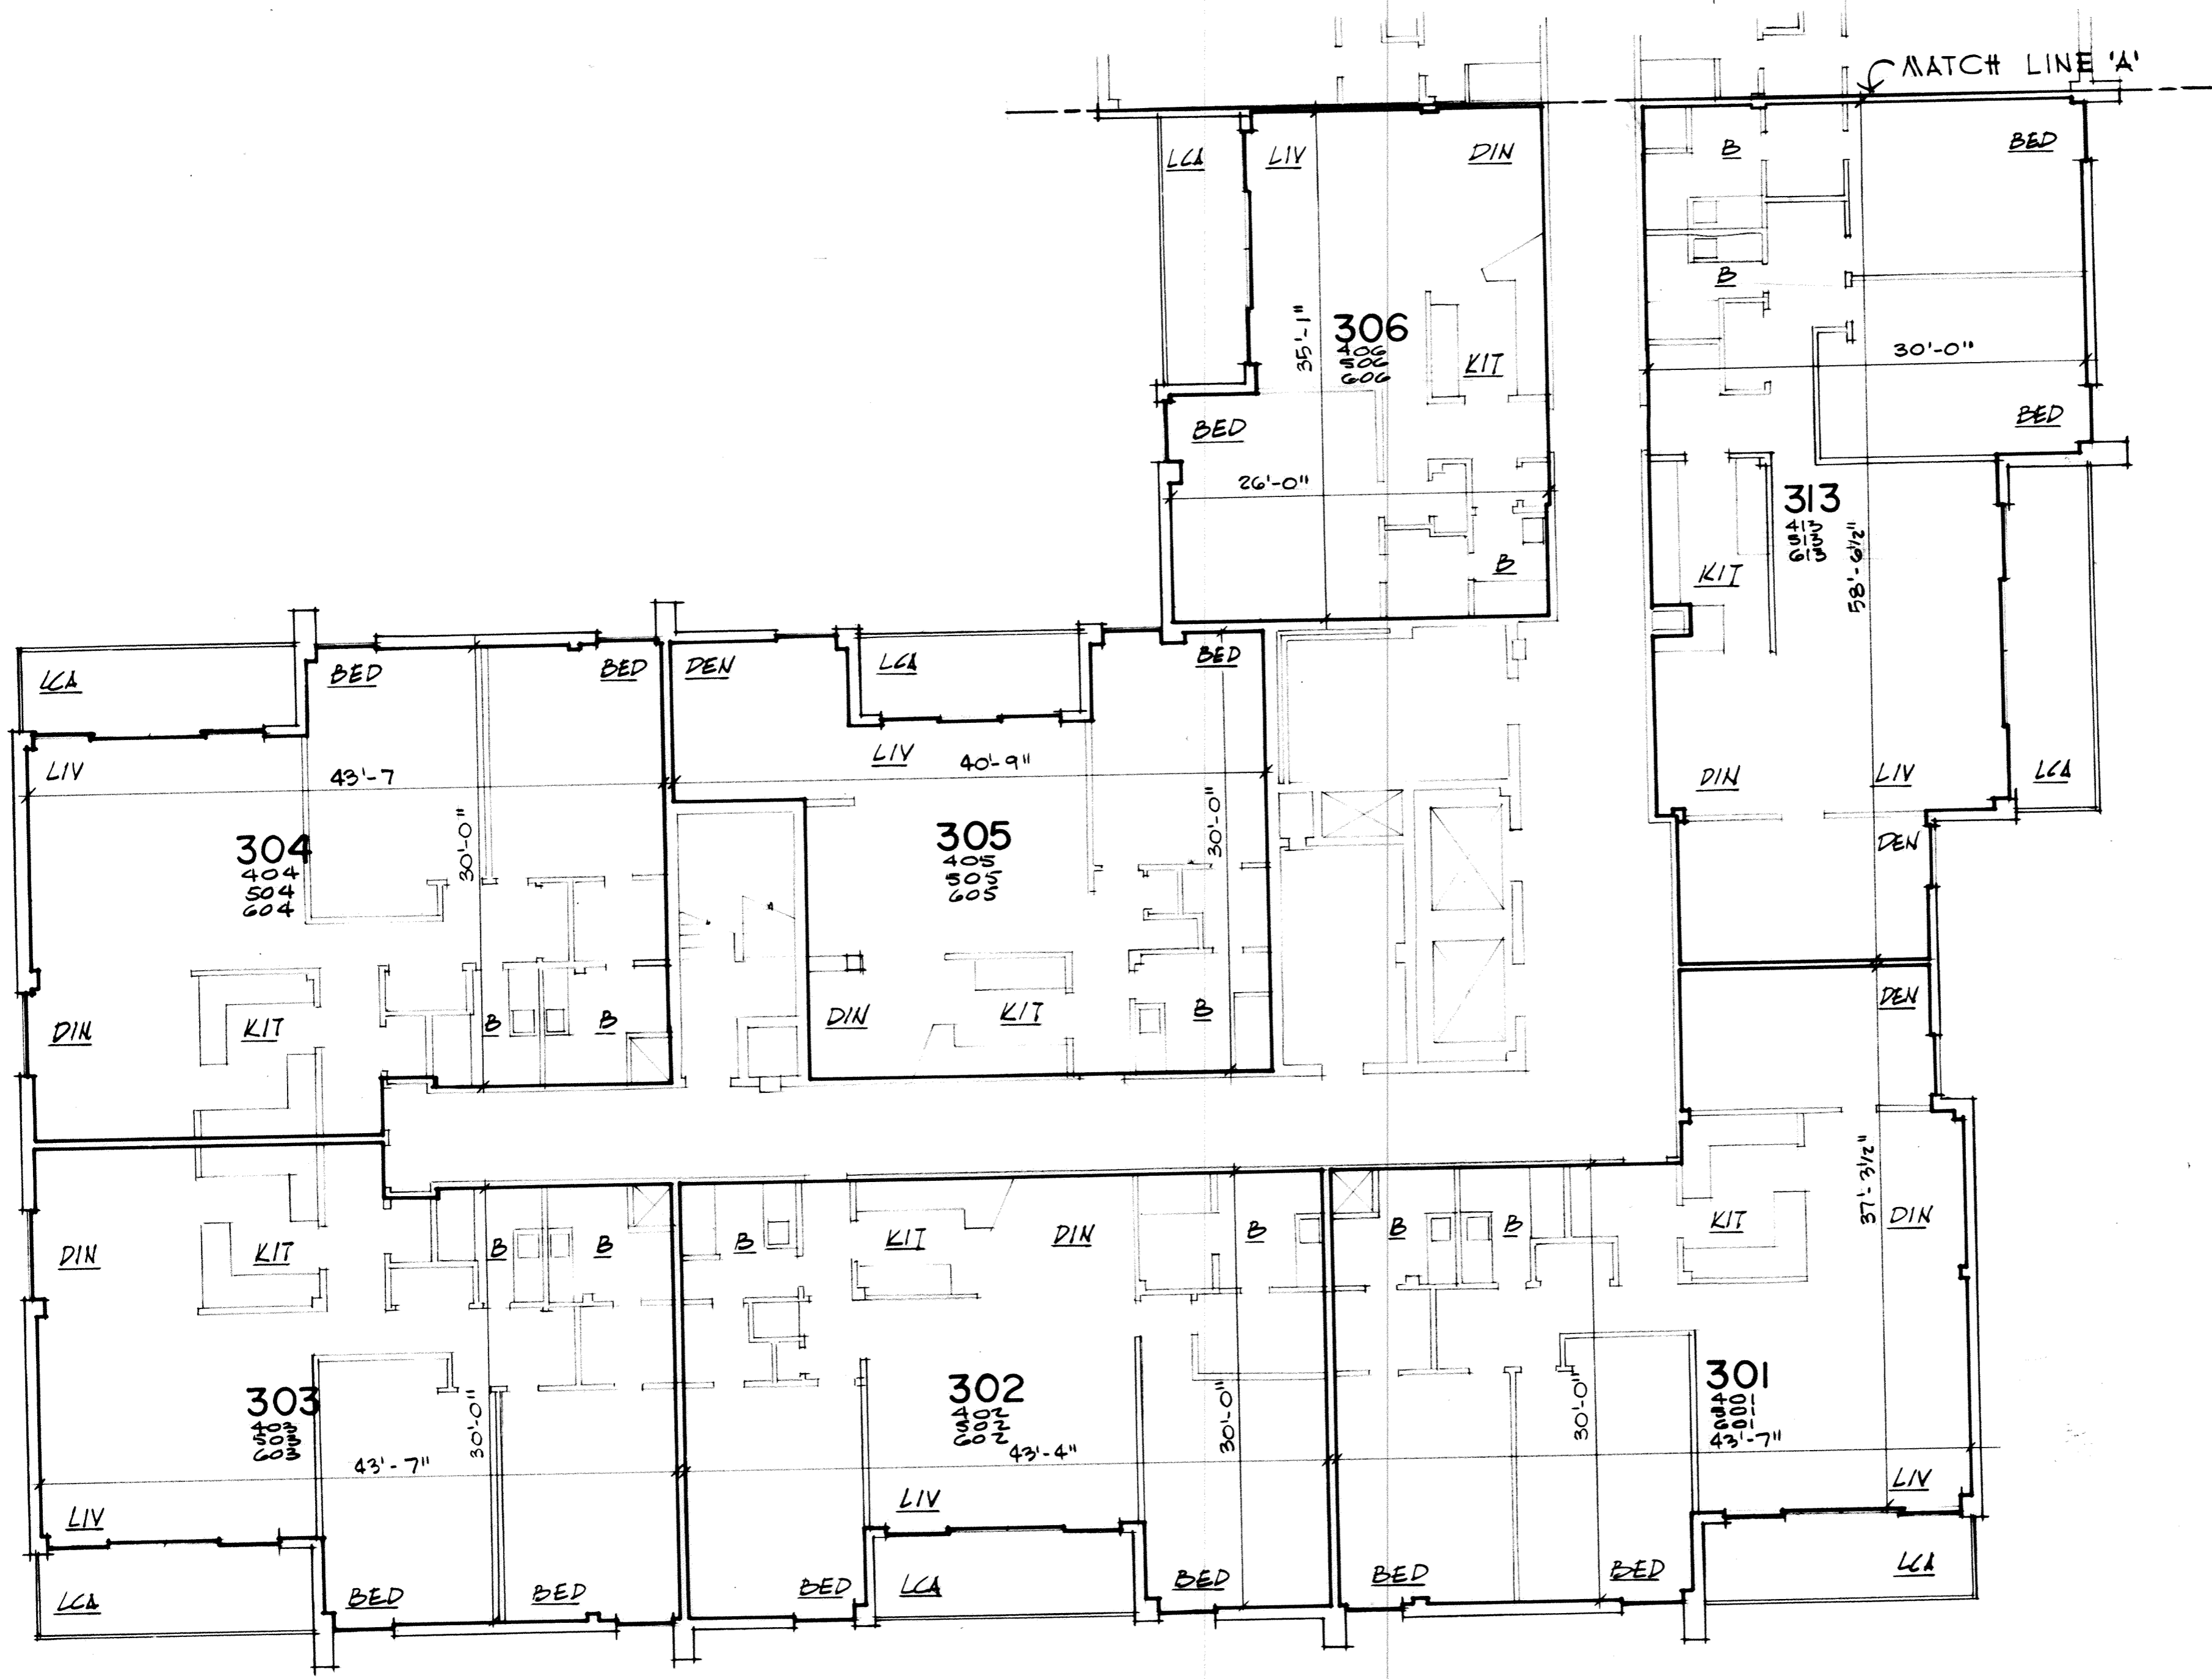 MATCH LINE 'A'
LCA
LIV
DIN
35'-1"
306
406
506
606
KIT
BED
26'-0"
B
B
BED
B
30'-0"
BED
313
413
513
613
58'-6½"
KIT
DIN
LIV
LCA
DEN
LCA
BED
BED
LIV
43'-7
30'-0"
304
404
504
604
DIN
KIT
B
B
DEN
LCA
BED
LIV
40'-9"
30'-0"
305
405
505
605
DIN
KIT
B
DIN
KIT
B
B
303
403
503
603
30'-0"
43'-7"
LIV
LCA
BED
BED
B
KIT
DIN
B
302
402
502
602
43'-4"
30'-0"
LIV
BED
LCA
BED
DEN
B
B
KIT
DIN
37'-3½"
301
401
501
601
43'-7"
30'-0"
LIV
BED
BED
LCA